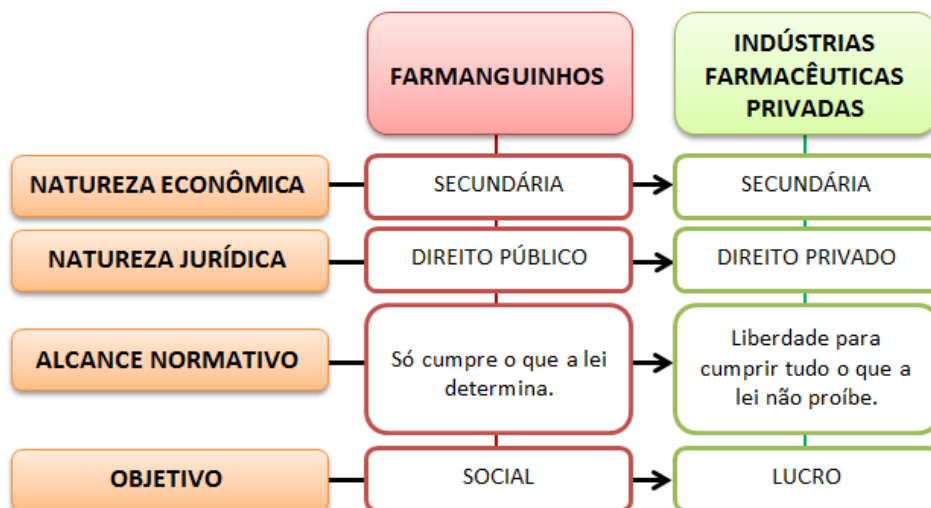 FARMANGUINHOS
INDÚSTRIAS
FARMACÊUTICAS
PRIVADAS
NATUREZA ECONÔMICA
SECUNDÁRIA
SECUNDÁRIA
NATUREZA JURÍDICA
DIREITO PÚBLICO
DIREITO PRIVADO
ALCANCE NORMATIVO
Só cumpre o que a lei
determina.
Liberdade para
cumprir tudo o que a
lei não proíbe.
OBJETIVO
SOCIAL
LUCRO